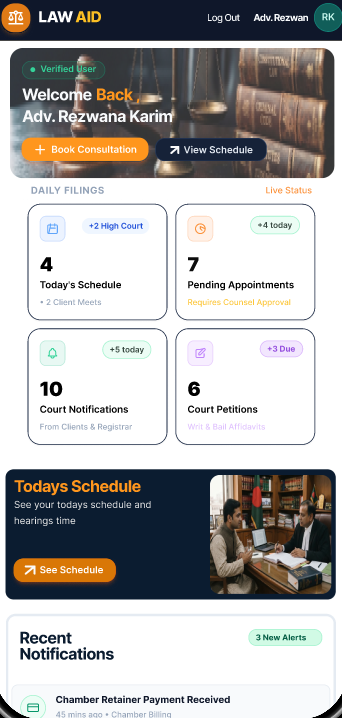 LAW AID
Log Out
Adv. Rezwan
RK
Verified User
Welcome Back ,
Adv. Rezwana Karim
Book Consultation
View Schedule
DAILY FILINGS
Live Status
+2 High Court
4
Today's Schedule
• 2 Client Meets
+4 today
7
Pending Appointments
Requires Counsel Approval
+5 today
10
Court Notifications
From Clients & Registrar
+3 Due
6
Court Petitions
Writ & Bail Affidavits
Todays Schedule
See your todays schedule and
hearings time
See Schedule
Recent
Notifications
3 New Alerts
Chamber Retainer Payment Received
45 mins ago • Chamber Billing